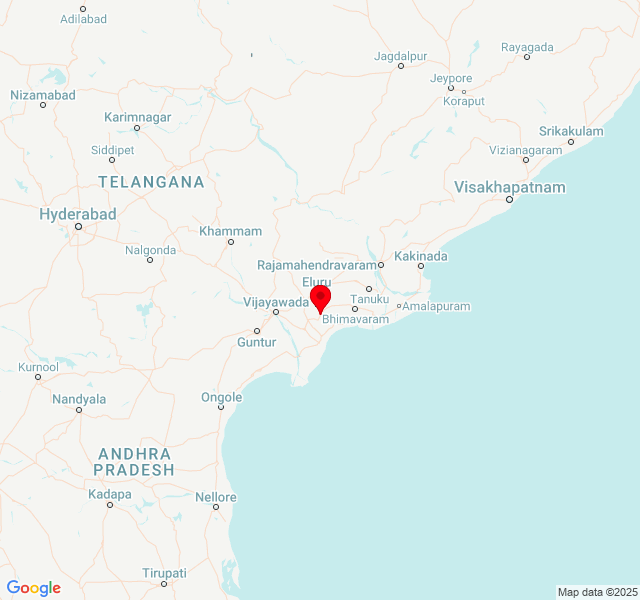 Adilabad
Rayagada
Jagdalpur
Jeypore
Nizamabad
Koraput
Karimnagar
Srikakulam
Siddipet
Vizianagaram
TELANGANA
Visakhapatnam
Hyderabad
Khammam
Nalgonda
Kakinada
Rajamahendravaram
Eluru
Vijayawada
Tanuku
Amalapuram
Bhimavaram
Guntur
Kurnool
Nandyala
Ongole
ANDHRA
PRADESH
Kadapa
Nellore
Tirupati
Google
Map data ©2025